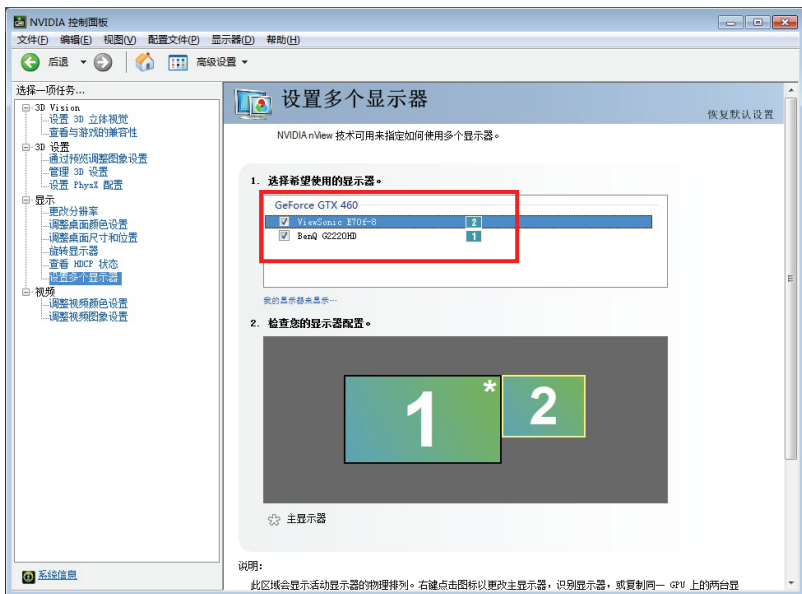 NVIDIA 控制面板
文件(F) 编辑(E) 视图(V) 配置文件(P) 显示器(D) 帮助(H)
后退 高级设置
选择一项任务...
3D Vision
设置 3D 立体视觉
查看与游戏的兼容性
3D 设置
通过预览调整图象设置
管理 3D 设置
设置 PhysX 配置
显示
更改分辨率
调整桌面颜色设置
调整桌面尺寸和位置
旋转显示器
查看 HDCP 状态
设置多个显示器
视频
调整视频颜色设置
调整视频图象设置
系统信息
设置多个显示器
恢复默认设置
NVIDIA nView 技术可用来指定如何使用多个显示器。
1. 选择希望使用的显示器。
GeForce GTX 460
ViewSonic E70f-8 2
BenQ G2220HD 1
我的显示器未显示…
2. 检查您的显示器配置。
1 * 2
主显示器
说明:
此区域会显示活动显示器的物理排列。右键点击图标以更改主显示器，识别显示器，或复制同一 GPU 上的两台显